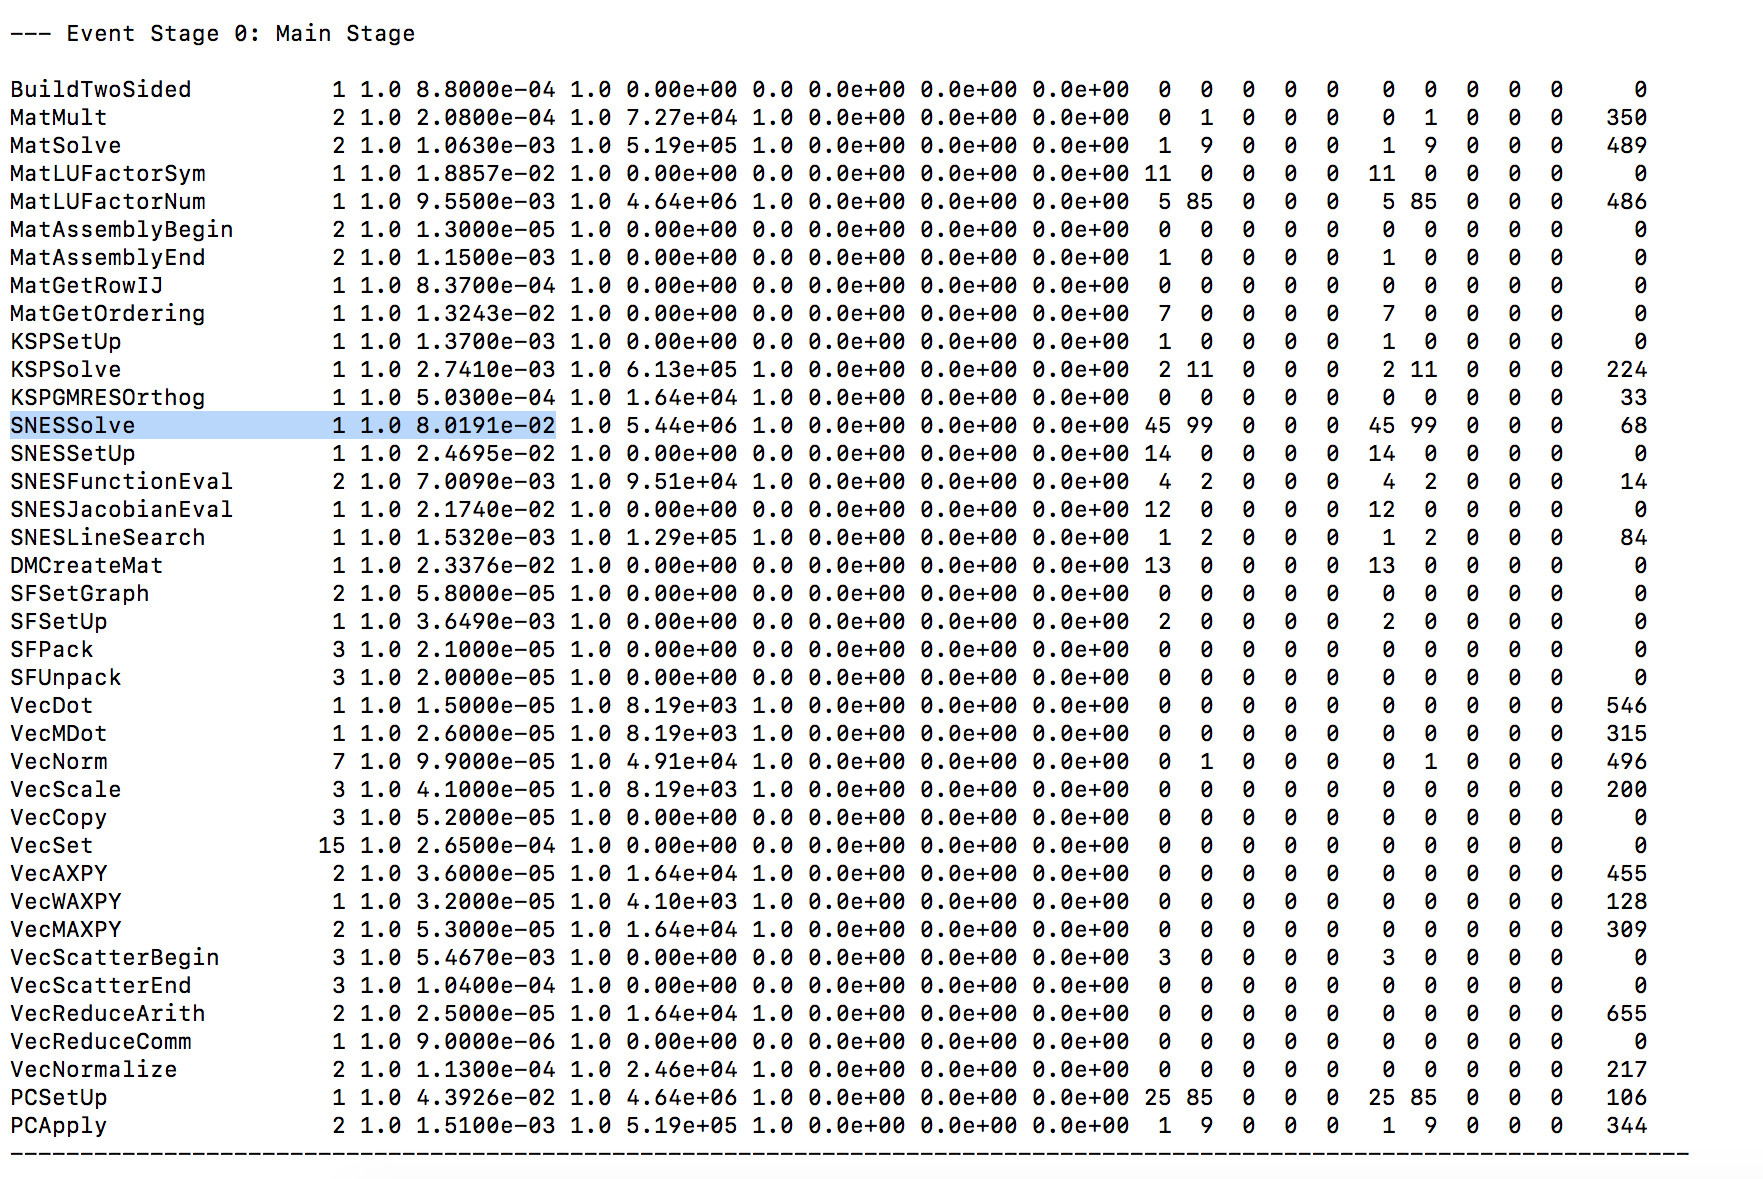 --- Event Stage 0: Main Stage
BuildTwoSided 1 1.0 8.8000e-04 1.0 0.00e+00 0.0 0.0e+00 0.0e+00 0.0e+00 0 0 0 0 0 0 0 0 0 0 0
MatMult 2 1.0 2.0800e-04 1.0 7.27e+04 1.0 0.0e+00 0.0e+00 0.0e+00 0 1 0 0 0 0 1 0 0 0 350
MatSolve 2 1.0 1.0630e-03 1.0 5.19e+05 1.0 0.0e+00 0.0e+00 0.0e+00 1 9 0 0 0 1 9 0 0 0 489
MatLUFactorSym 1 1.0 1.8857e-02 1.0 0.00e+00 0.0 0.0e+00 0.0e+00 0.0e+00 11 0 0 0 0 11 0 0 0 0 0
MatLUFactorNum 1 1.0 9.5500e-03 1.0 4.64e+06 1.0 0.0e+00 0.0e+00 0.0e+00 5 85 0 0 0 5 85 0 0 0 486
MatAssemblyBegin 2 1.0 1.3000e-05 1.0 0.00e+00 0.0 0.0e+00 0.0e+00 0.0e+00 0 0 0 0 0 0 0 0 0 0 0
MatAssemblyEnd 2 1.0 1.1500e-03 1.0 0.00e+00 0.0 0.0e+00 0.0e+00 0.0e+00 1 0 0 0 0 1 0 0 0 0 0
MatGetRowIJ 1 1.0 8.3700e-04 1.0 0.00e+00 0.0 0.0e+00 0.0e+00 0.0e+00 0 0 0 0 0 0 0 0 0 0 0
MatGetOrdering 1 1.0 1.3243e-02 1.0 0.00e+00 0.0 0.0e+00 0.0e+00 0.0e+00 7 0 0 0 0 7 0 0 0 0 0
KSPSetUp 1 1.0 1.3700e-03 1.0 0.00e+00 0.0 0.0e+00 0.0e+00 0.0e+00 1 0 0 0 0 1 0 0 0 0 0
KSPSolve 1 1.0 2.7410e-03 1.0 6.13e+05 1.0 0.0e+00 0.0e+00 0.0e+00 2 11 0 0 0 2 11 0 0 0 224
KSPGMRESOrthog 1 1.0 5.0300e-04 1.0 1.64e+04 1.0 0.0e+00 0.0e+00 0.0e+00 0 0 0 0 0 0 0 0 0 0 33
SNESSolve 1 1.0 8.0191e-02 1.0 5.44e+06 1.0 0.0e+00 0.0e+00 0.0e+00 45 99 0 0 0 45 99 0 0 0 68
SNESSetUp 1 1.0 2.4695e-02 1.0 0.00e+00 0.0 0.0e+00 0.0e+00 0.0e+00 14 0 0 0 0 14 0 0 0 0 0
SNESFunctionEval 2 1.0 7.0090e-03 1.0 9.51e+04 1.0 0.0e+00 0.0e+00 0.0e+00 4 2 0 0 0 4 2 0 0 0 14
SNESJacobianEval 1 1.0 2.1740e-02 1.0 0.00e+00 0.0 0.0e+00 0.0e+00 0.0e+00 12 0 0 0 0 12 0 0 0 0 0
SNESLineSearch 1 1.0 1.5320e-03 1.0 1.29e+05 1.0 0.0e+00 0.0e+00 0.0e+00 1 2 0 0 0 1 2 0 0 0 84
DMCreateMat 1 1.0 2.3376e-02 1.0 0.00e+00 0.0 0.0e+00 0.0e+00 0.0e+00 13 0 0 0 0 13 0 0 0 0 0
SFSetGraph 2 1.0 5.8000e-05 1.0 0.00e+00 0.0 0.0e+00 0.0e+00 0.0e+00 0 0 0 0 0 0 0 0 0 0 0
SFSetUp 1 1.0 3.6490e-03 1.0 0.00e+00 0.0 0.0e+00 0.0e+00 0.0e+00 2 0 0 0 0 2 0 0 0 0 0
SFPack 3 1.0 2.1000e-05 1.0 0.00e+00 0.0 0.0e+00 0.0e+00 0.0e+00 0 0 0 0 0 0 0 0 0 0 0
SFUnpack 3 1.0 2.0000e-05 1.0 0.00e+00 0.0 0.0e+00 0.0e+00 0.0e+00 0 0 0 0 0 0 0 0 0 0 0
VecDot 1 1.0 1.5000e-05 1.0 8.19e+03 1.0 0.0e+00 0.0e+00 0.0e+00 0 0 0 0 0 0 0 0 0 0 546
VecMDot 1 1.0 2.6000e-05 1.0 8.19e+03 1.0 0.0e+00 0.0e+00 0.0e+00 0 0 0 0 0 0 0 0 0 0 315
VecNorm 7 1.0 9.9000e-05 1.0 4.91e+04 1.0 0.0e+00 0.0e+00 0.0e+00 0 1 0 0 0 0 1 0 0 0 496
VecScale 3 1.0 4.1000e-05 1.0 8.19e+03 1.0 0.0e+00 0.0e+00 0.0e+00 0 0 0 0 0 0 0 0 0 0 200
VecCopy 3 1.0 5.2000e-05 1.0 0.00e+00 0.0 0.0e+00 0.0e+00 0.0e+00 0 0 0 0 0 0 0 0 0 0 0
VecSet 15 1.0 2.6500e-04 1.0 0.00e+00 0.0 0.0e+00 0.0e+00 0.0e+00 0 0 0 0 0 0 0 0 0 0 0
VecAXPY 2 1.0 3.6000e-05 1.0 1.64e+04 1.0 0.0e+00 0.0e+00 0.0e+00 0 0 0 0 0 0 0 0 0 0 455
VecWAXPY 1 1.0 3.2000e-05 1.0 4.10e+03 1.0 0.0e+00 0.0e+00 0.0e+00 0 0 0 0 0 0 0 0 0 0 128
VecMAXPY 2 1.0 5.3000e-05 1.0 1.64e+04 1.0 0.0e+00 0.0e+00 0.0e+00 0 0 0 0 0 0 0 0 0 0 309
VecScatterBegin 3 1.0 5.4670e-03 1.0 0.00e+00 0.0 0.0e+00 0.0e+00 0.0e+00 3 0 0 0 0 3 0 0 0 0 0
VecScatterEnd 3 1.0 1.0400e-04 1.0 0.00e+00 0.0 0.0e+00 0.0e+00 0.0e+00 0 0 0 0 0 0 0 0 0 0 0
VecReduceArith 2 1.0 2.5000e-05 1.0 1.64e+04 1.0 0.0e+00 0.0e+00 0.0e+00 0 0 0 0 0 0 0 0 0 0 655
VecReduceComm 1 1.0 9.0000e-06 1.0 0.00e+00 0.0 0.0e+00 0.0e+00 0.0e+00 0 0 0 0 0 0 0 0 0 0 0
VecNormalize 2 1.0 1.1300e-04 1.0 2.46e+04 1.0 0.0e+00 0.0e+00 0.0e+00 0 0 0 0 0 0 0 0 0 0 217
PCSetUp 1 1.0 4.3926e-02 1.0 4.64e+06 1.0 0.0e+00 0.0e+00 0.0e+00 25 85 0 0 0 25 85 0 0 0 106
PCApply 2 1.0 1.5100e-03 1.0 5.19e+05 1.0 0.0e+00 0.0e+00 0.0e+00 1 9 0 0 0 1 9 0 0 0 344
------------------------------------------------------------------------------------------------------------------------